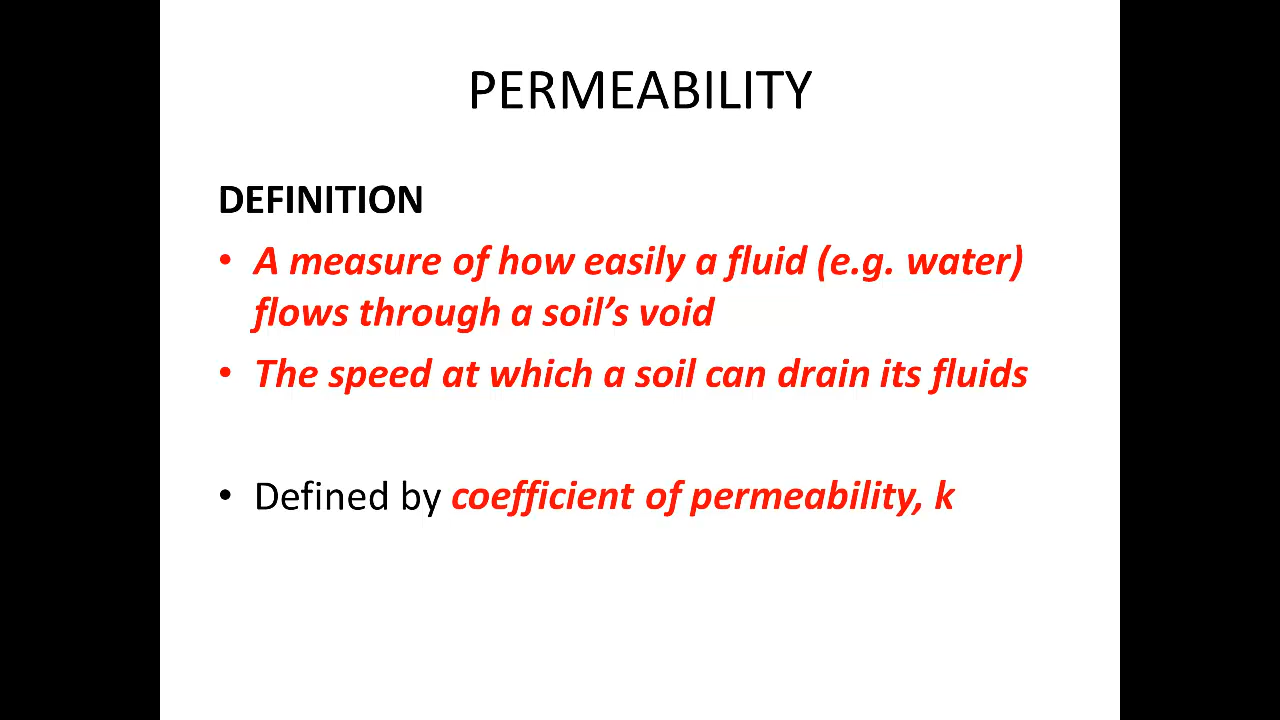 PERMEABILITY
DEFINITION
• A measure of how easily a fluid (e.g. water)
flows through a soil’s void
• The speed at which a soil can drain its fluids
• Defined by coefficient of permeability, k